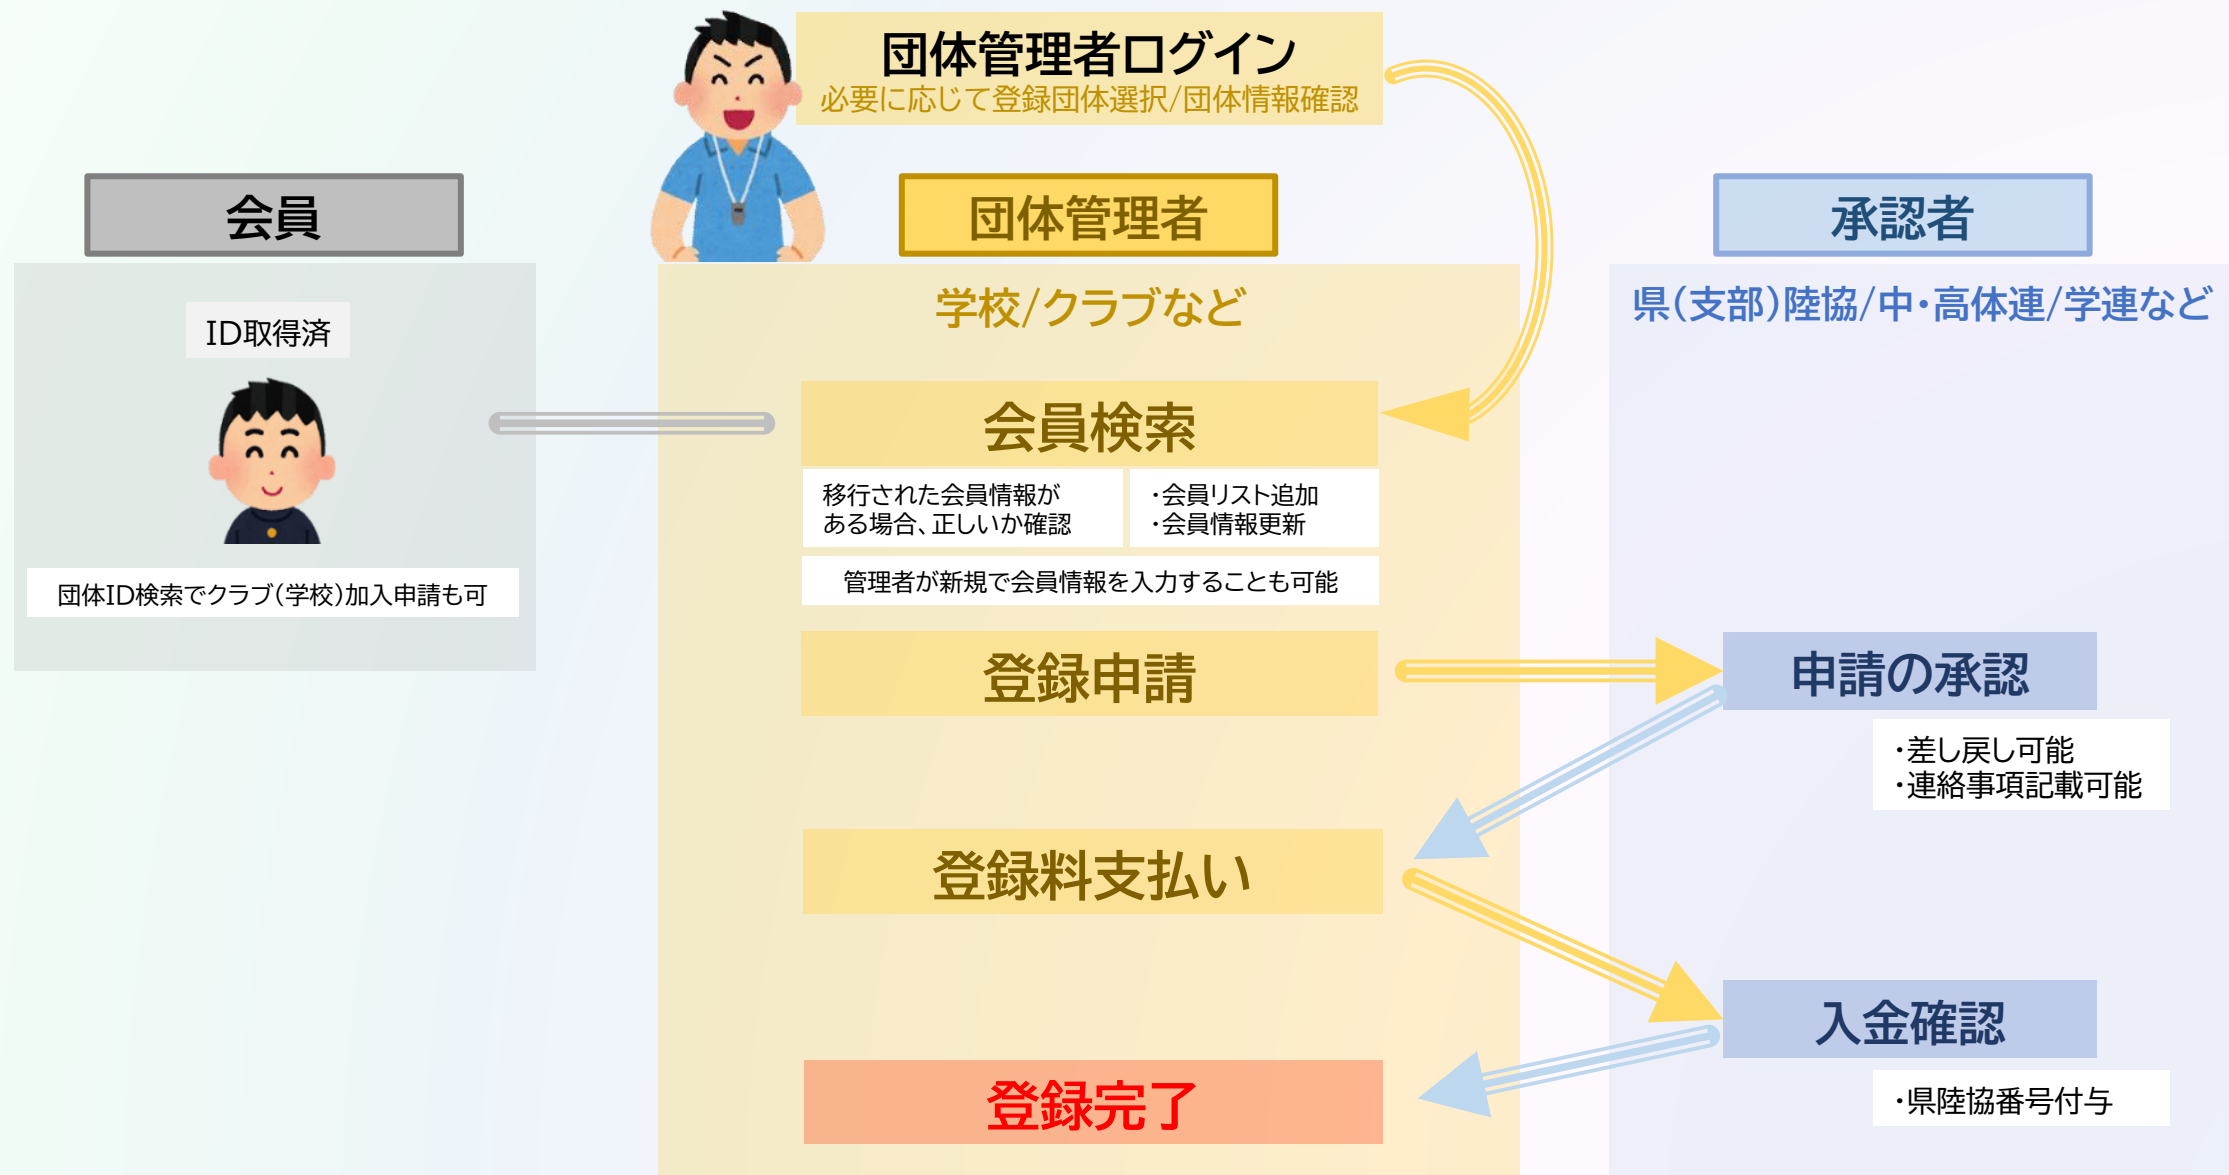 団体管理者ログイン
必要に応じて登録団体選択/団体情報確認
会員
団体管理者
承認者
ID取得済
団体ID検索でクラブ(学校)加入申請も可
学校/クラブなど
会員検索
移行された会員情報が
ある場合、正しいか確認
・会員リスト追加
・会員情報更新
管理者が新規で会員情報を入力することも可能
登録申請
登録料支払い
登録完了
県(支部)陸協/中・高体連/学連など
申請の承認
・差し戻し可能
・連絡事項記載可能
入金確認
・県陸協番号付与